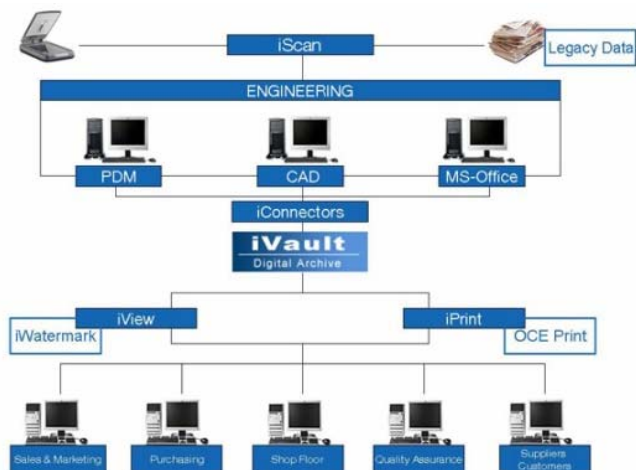 iScan
Legacy Data
ENGINEERING
PDM
CAD
MS-Office
iConnectors
iVault
Digital Archive
iView
iPrint
iWatermark
OCE Print
Sales & Marketing
Purchasing
Shop Floor
Quality Assurance
Suppliers
Customers